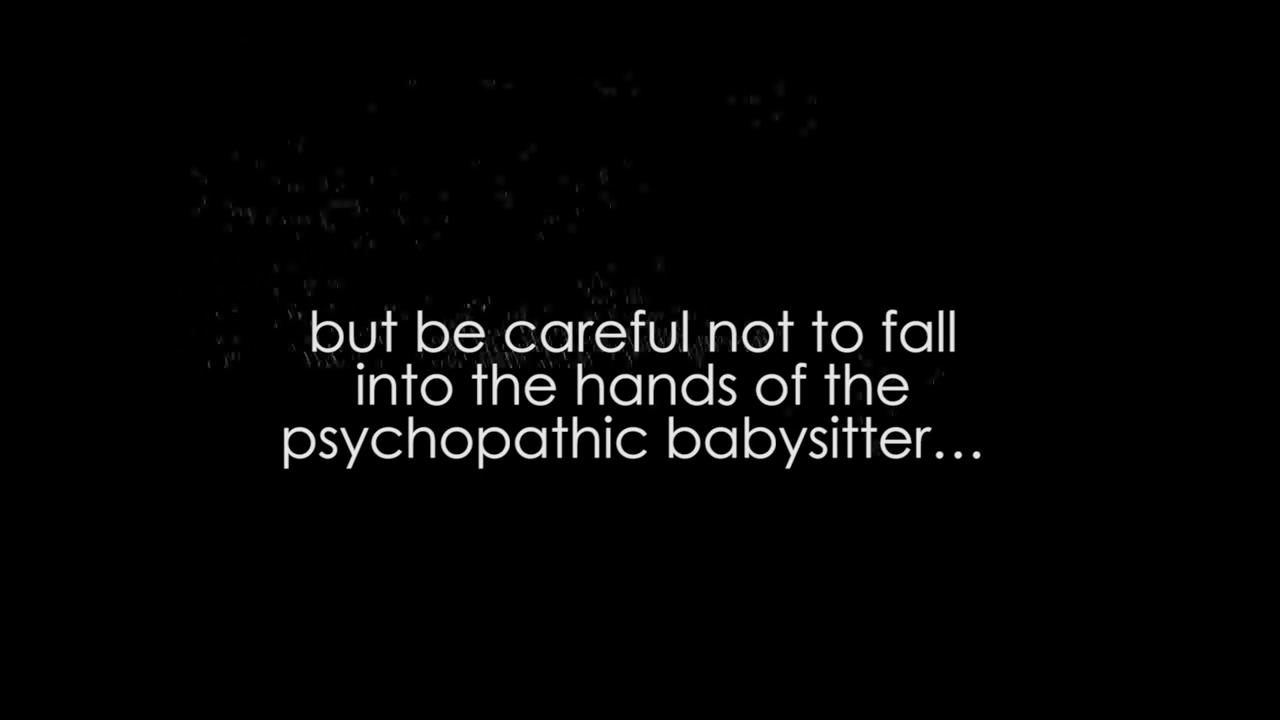 but be careful not to fall
into the hands of the
psychopathic babysitter...